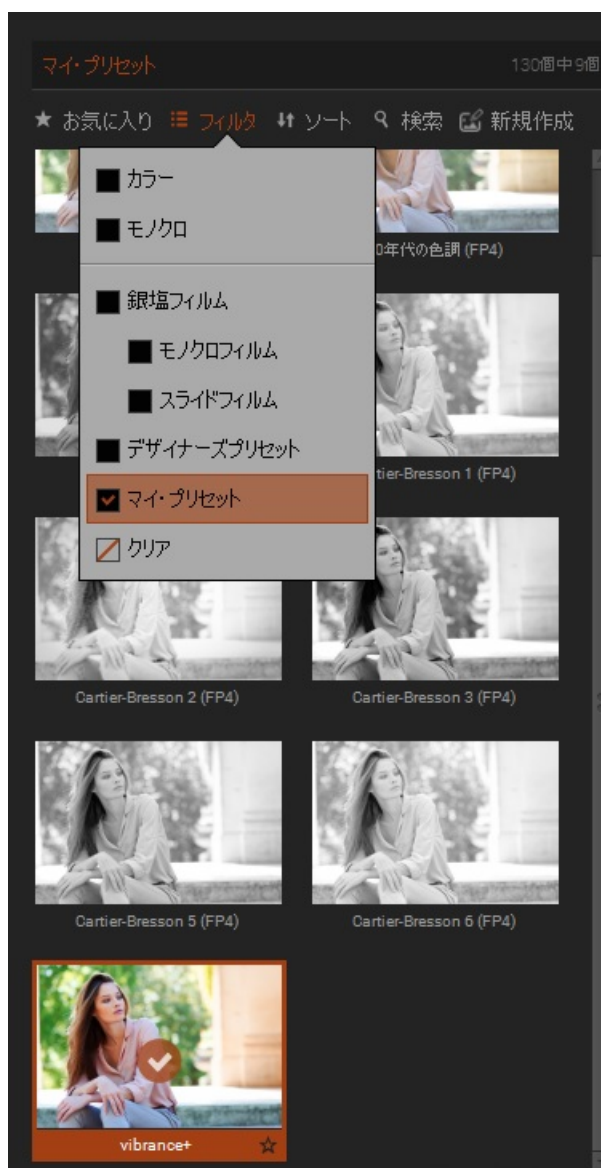 マイ・プリセット 130個中9個
お気に入り フィルタ ソート 検索 新規作成
カラー
モノクロ
0年代の色調 (FP4)
銀塩フィルム
モノクロフィルム
スライドフィルム
デザイナーズプリセット
tier-Bresson 1 (FP4)
マイ・プリセット
クリア
Cartier-Bresson 2 (FP4) Cartier-Bresson 3 (FP4)
Cartier-Bresson 5 (FP4) Cartier-Bresson 6 (FP4)
vibrance+